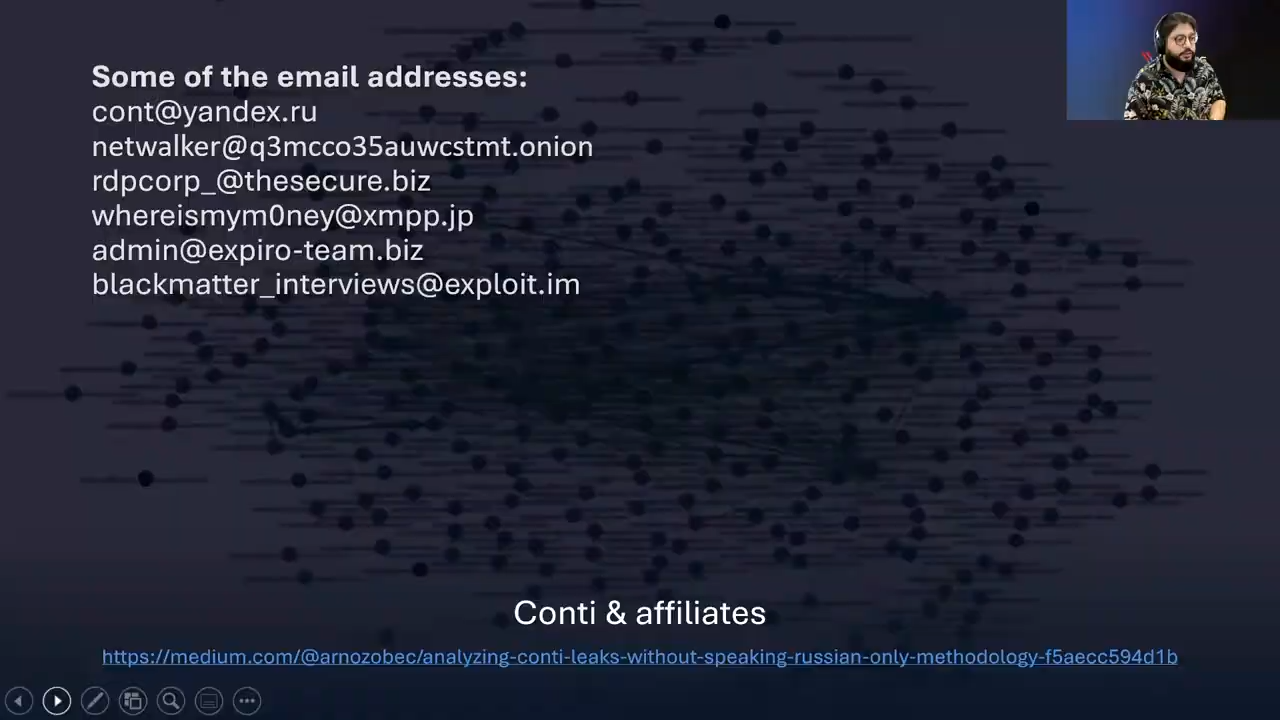 Some of the email addresses:
cont@yandex.ru
netwalker@q3mcco35auwcstmt.onion
rdpcorp_@thesecure.biz
whereismym0ney@xmpp.jp
admin@expiro-team.biz
blackmatter_interviews@exploit.im
Conti & affiliates
https://medium.com/@arnozobec/analyzing-conti-leaks-without-speaking-russian-only-methodology-f5aecc594d1b